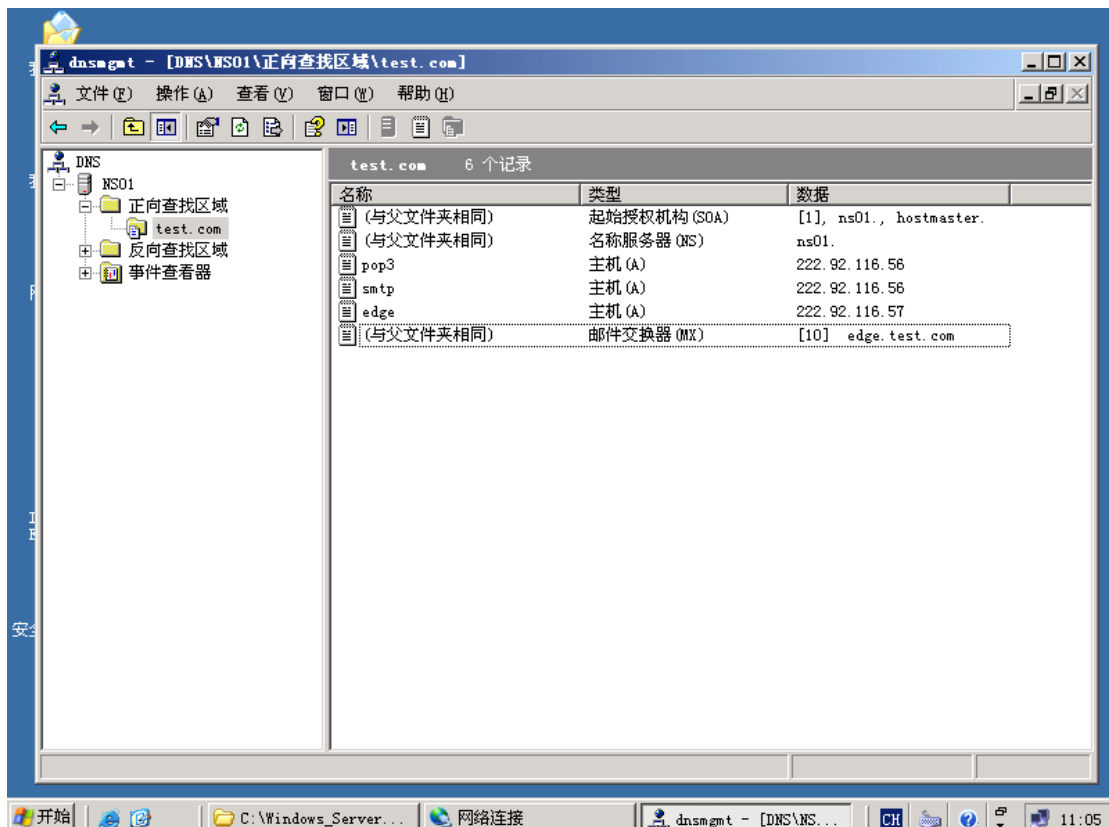 dnsmgmt - [DNS\NS01\正向查找区域\test.com]
文件(F) 操作(A) 查看(V) 窗口(W) 帮助(H)
DNS
NS01
正向查找区域
test.com
反向查找区域
事件查看器
test.com 6 个记录
名称 类型 数据
(与父文件夹相同) 起始授权机构(SOA) [1], ns01., hostmaster.
(与父文件夹相同) 名称服务器(NS) ns01.
pop3 主机(A) 222.92.116.56
smtp 主机(A) 222.92.116.56
edge 主机(A) 222.92.116.57
(与父文件夹相同) 邮件交换器(MX) [10] edge.test.com
安全
开始 C:\Windows_Server... 网络连接 dnsmgmt - [DNS\NS... CH 11:05